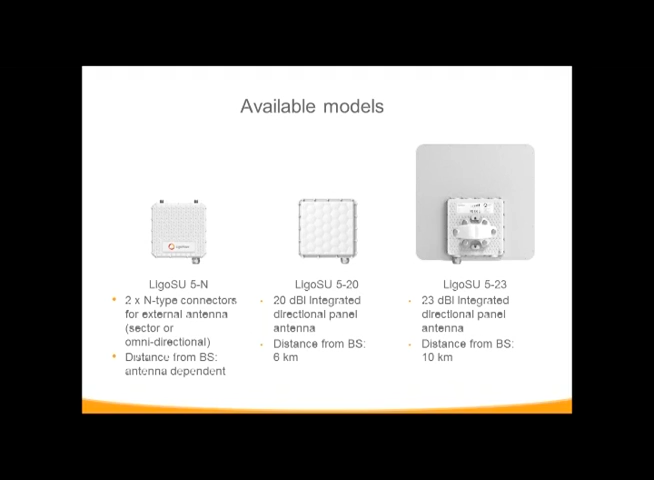 Available models
LigoSU 5-N
• 2 x N-type connectors
for external antenna
(sector or
omni-directional)
• Distance from BS:
antenna dependent
LigoSU 5-20
• 20 dBi Integrated
directional panel
antenna
• Distance from BS:
6 km
LigoSU 5-23
• 23 dBi Integrated
directional panel
antenna
• Distance from BS:
10 km